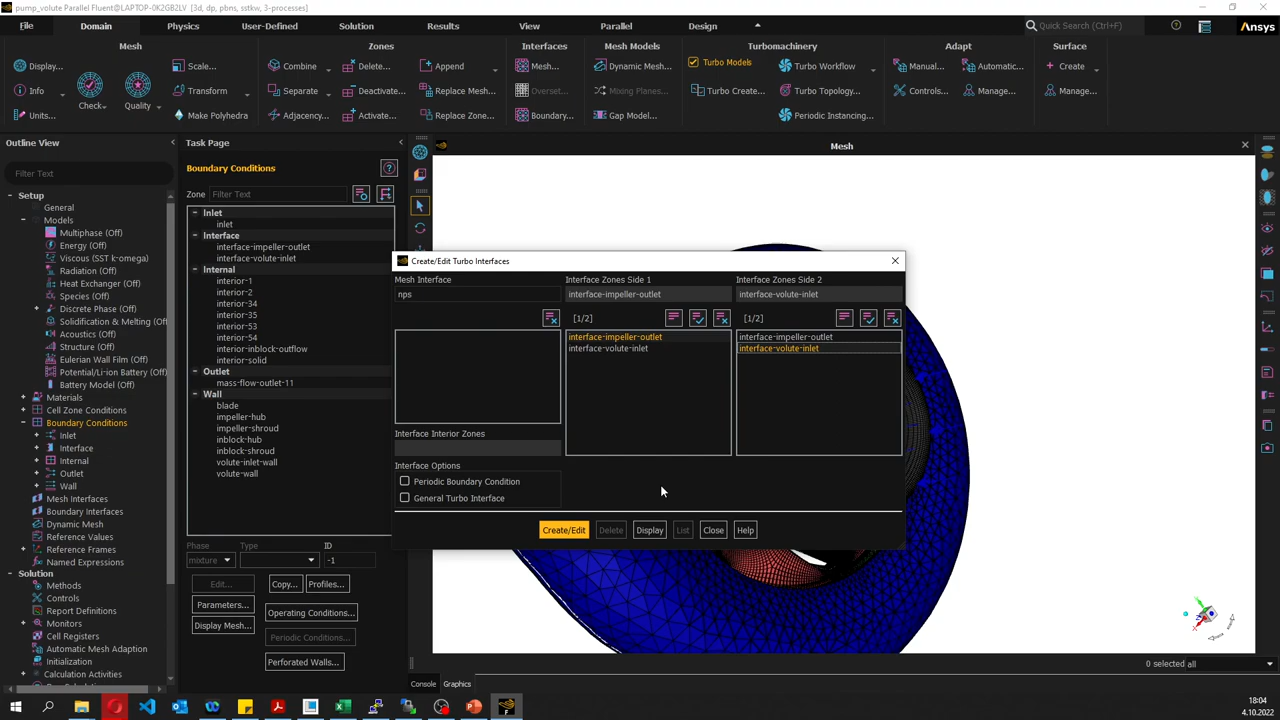 pump_volute Parallel Fluent@LAPTOP-0K2GB2LV [3d, dp, pbns, sstkw, 3-processes]
File Domain Physics User-Defined Solution Results View Parallel Design Quick Search (Ctrl+F) Ansys
Mesh Zones Interfaces Mesh Models Turbomachinery Adapt Surface
Display... Scale... Combine Delete... Append Mesh... Dynamic Mesh... Turbo Models Turbo Workflow Manual... Automatic... Create
Info Check Quality Transform Separate Deactivate... Replace Mesh... Overset... Mixing Planes... Turbo Create... Turbo Topology... Controls... Manage... Manage...
Units... Make Polyhedra Adjacency... Activate... Replace Zone... Boundary... Gap Model... Periodic Instancing...
Outline View
Filter Text
Setup
General
Models
Multiphase (Off)
Energy (Off)
Viscous (SST k-omega)
Radiation (Off)
Heat Exchanger (Off)
Species (Off)
Discrete Phase (Off)
Solidification & Melting (Off)
Acoustics (Off)
Structure (Off)
Eulerian Wall Film (Off)
Potential/Li-ion Battery (Off)
Battery Model (Off)
Materials
Cell Zone Conditions
Boundary Conditions
Inlet
Interface
Internal
Outlet
Wall
Mesh Interfaces
Boundary Interfaces
Dynamic Mesh
Reference Values
Reference Frames
Named Expressions
Solution
Methods
Controls
Report Definitions
Monitors
Cell Registers
Automatic Mesh Adaption
Initialization
Calculation Activities
Task Page
Boundary Conditions
Zone Filter Text
Inlet
inlet
Interface
interface-impeller-outlet
interface-volute-inlet
Internal
interior-1
interior-2
interior-34
interior-35
interior-53
interior-54
interior-inblock-outflow
interior-solid
Outlet
mass-flow-outlet-11
Wall
blade
impeller-hub
impeller-shroud
inblock-hub
inblock-shroud
volute-inlet-wall
volute-wall
Phase Type ID
mixture -1
Edit... Copy... Profiles...
Parameters... Operating Conditions...
Display Mesh... Periodic Conditions...
Perforated Walls...
Mesh
Create/Edit Turbo Interfaces
Mesh Interface Interface Zones Side 1 Interface Zones Side 2
nps interface-impeller-outlet interface-volute-inlet
[1/2] [1/2]
interface-impeller-outlet interface-impeller-outlet
interface-volute-inlet interface-volute-inlet
Interface Interior Zones
Interface Options
Periodic Boundary Condition
General Turbo Interface
Create/Edit Delete Display List Close Help
0 selected all
Console Graphics
18:04
4.10.2022